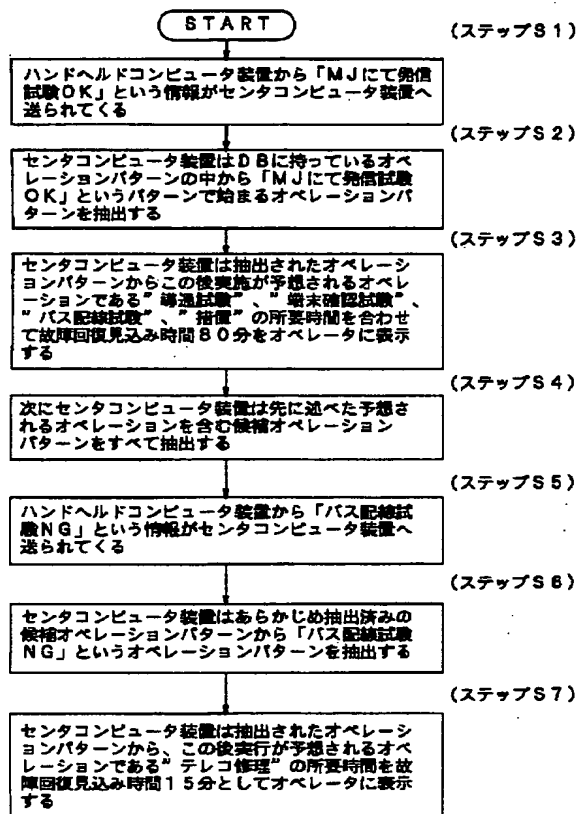 START
(ステップS1)
ハンドヘルドコンピュータ装置から「MJにて発信
試験OK」という情報がセンタコンピュータ装置へ
送られてくる
(ステップS2)
センタコンピュータ装置はDBに持っているオペ
レーションパターンの中から「MJにて発信試験
OK」というパターンで始まるオペレーションパ
ターンを抽出する
(ステップS3)
センタコンピュータ装置は抽出されたオペレーシ
ョンパターンからこの後実施が予想されるオペレ
ーションである"導通試験"、"端末確認試験"、
"バス配線試験"、"措置"の所要時間を合わせ
て故障回復見込み時間80分をオペレータに表示
する
(ステップS4)
次にセンタコンピュータ装置は先に述べた予想さ
れるオペレーションを含む候補オペレーション
パターンをすべて抽出する
(ステップS5)
ハンドヘルドコンピュータ装置から「バス配線試
験NG」という情報がセンタコンピュータ装置へ
送られてくる
(ステップS6)
センタコンピュータ装置はあらかじめ抽出済みの
候補オペレーションパターンから「バス配線試験
NG」というオペレーションパターンを抽出する
(ステップS7)
センタコンピュータ装置は抽出されたオペレーシ
ョンパターンから、この後実行が予想されるオペ
レーションである"テレコ修理"の所要時間を故
障回復見込み時間15分としてオペレータに表示
する